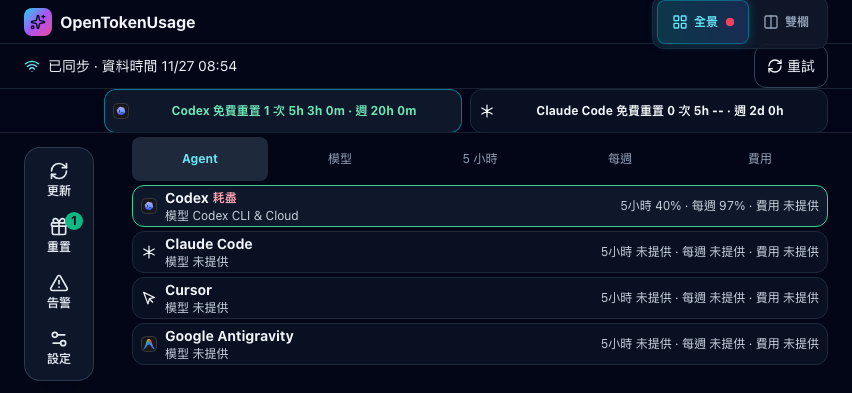 OpenTokenUsage
全景
雙欄
已同步 · 資料時間 11/27 08:54
重試
Codex 免費重置 1 次 5h 3h 0m · 週 20h 0m
Claude Code 免費重置 0 次 5h -- · 週 2d 0h
更新
1
重置
告警
設定
Agent 模型 5 小時 每週 費用
Codex 耗盡
模型 Codex CLI & Cloud
5小時 40% · 每週 97% · 費用 未提供
Claude Code
模型 未提供
5小時 未提供 · 每週 未提供 · 費用 未提供
Cursor
模型 未提供
5小時 未提供 · 每週 未提供 · 費用 未提供
Google Antigravity
模型 未提供
5小時 未提供 · 每週 未提供 · 費用 未提供